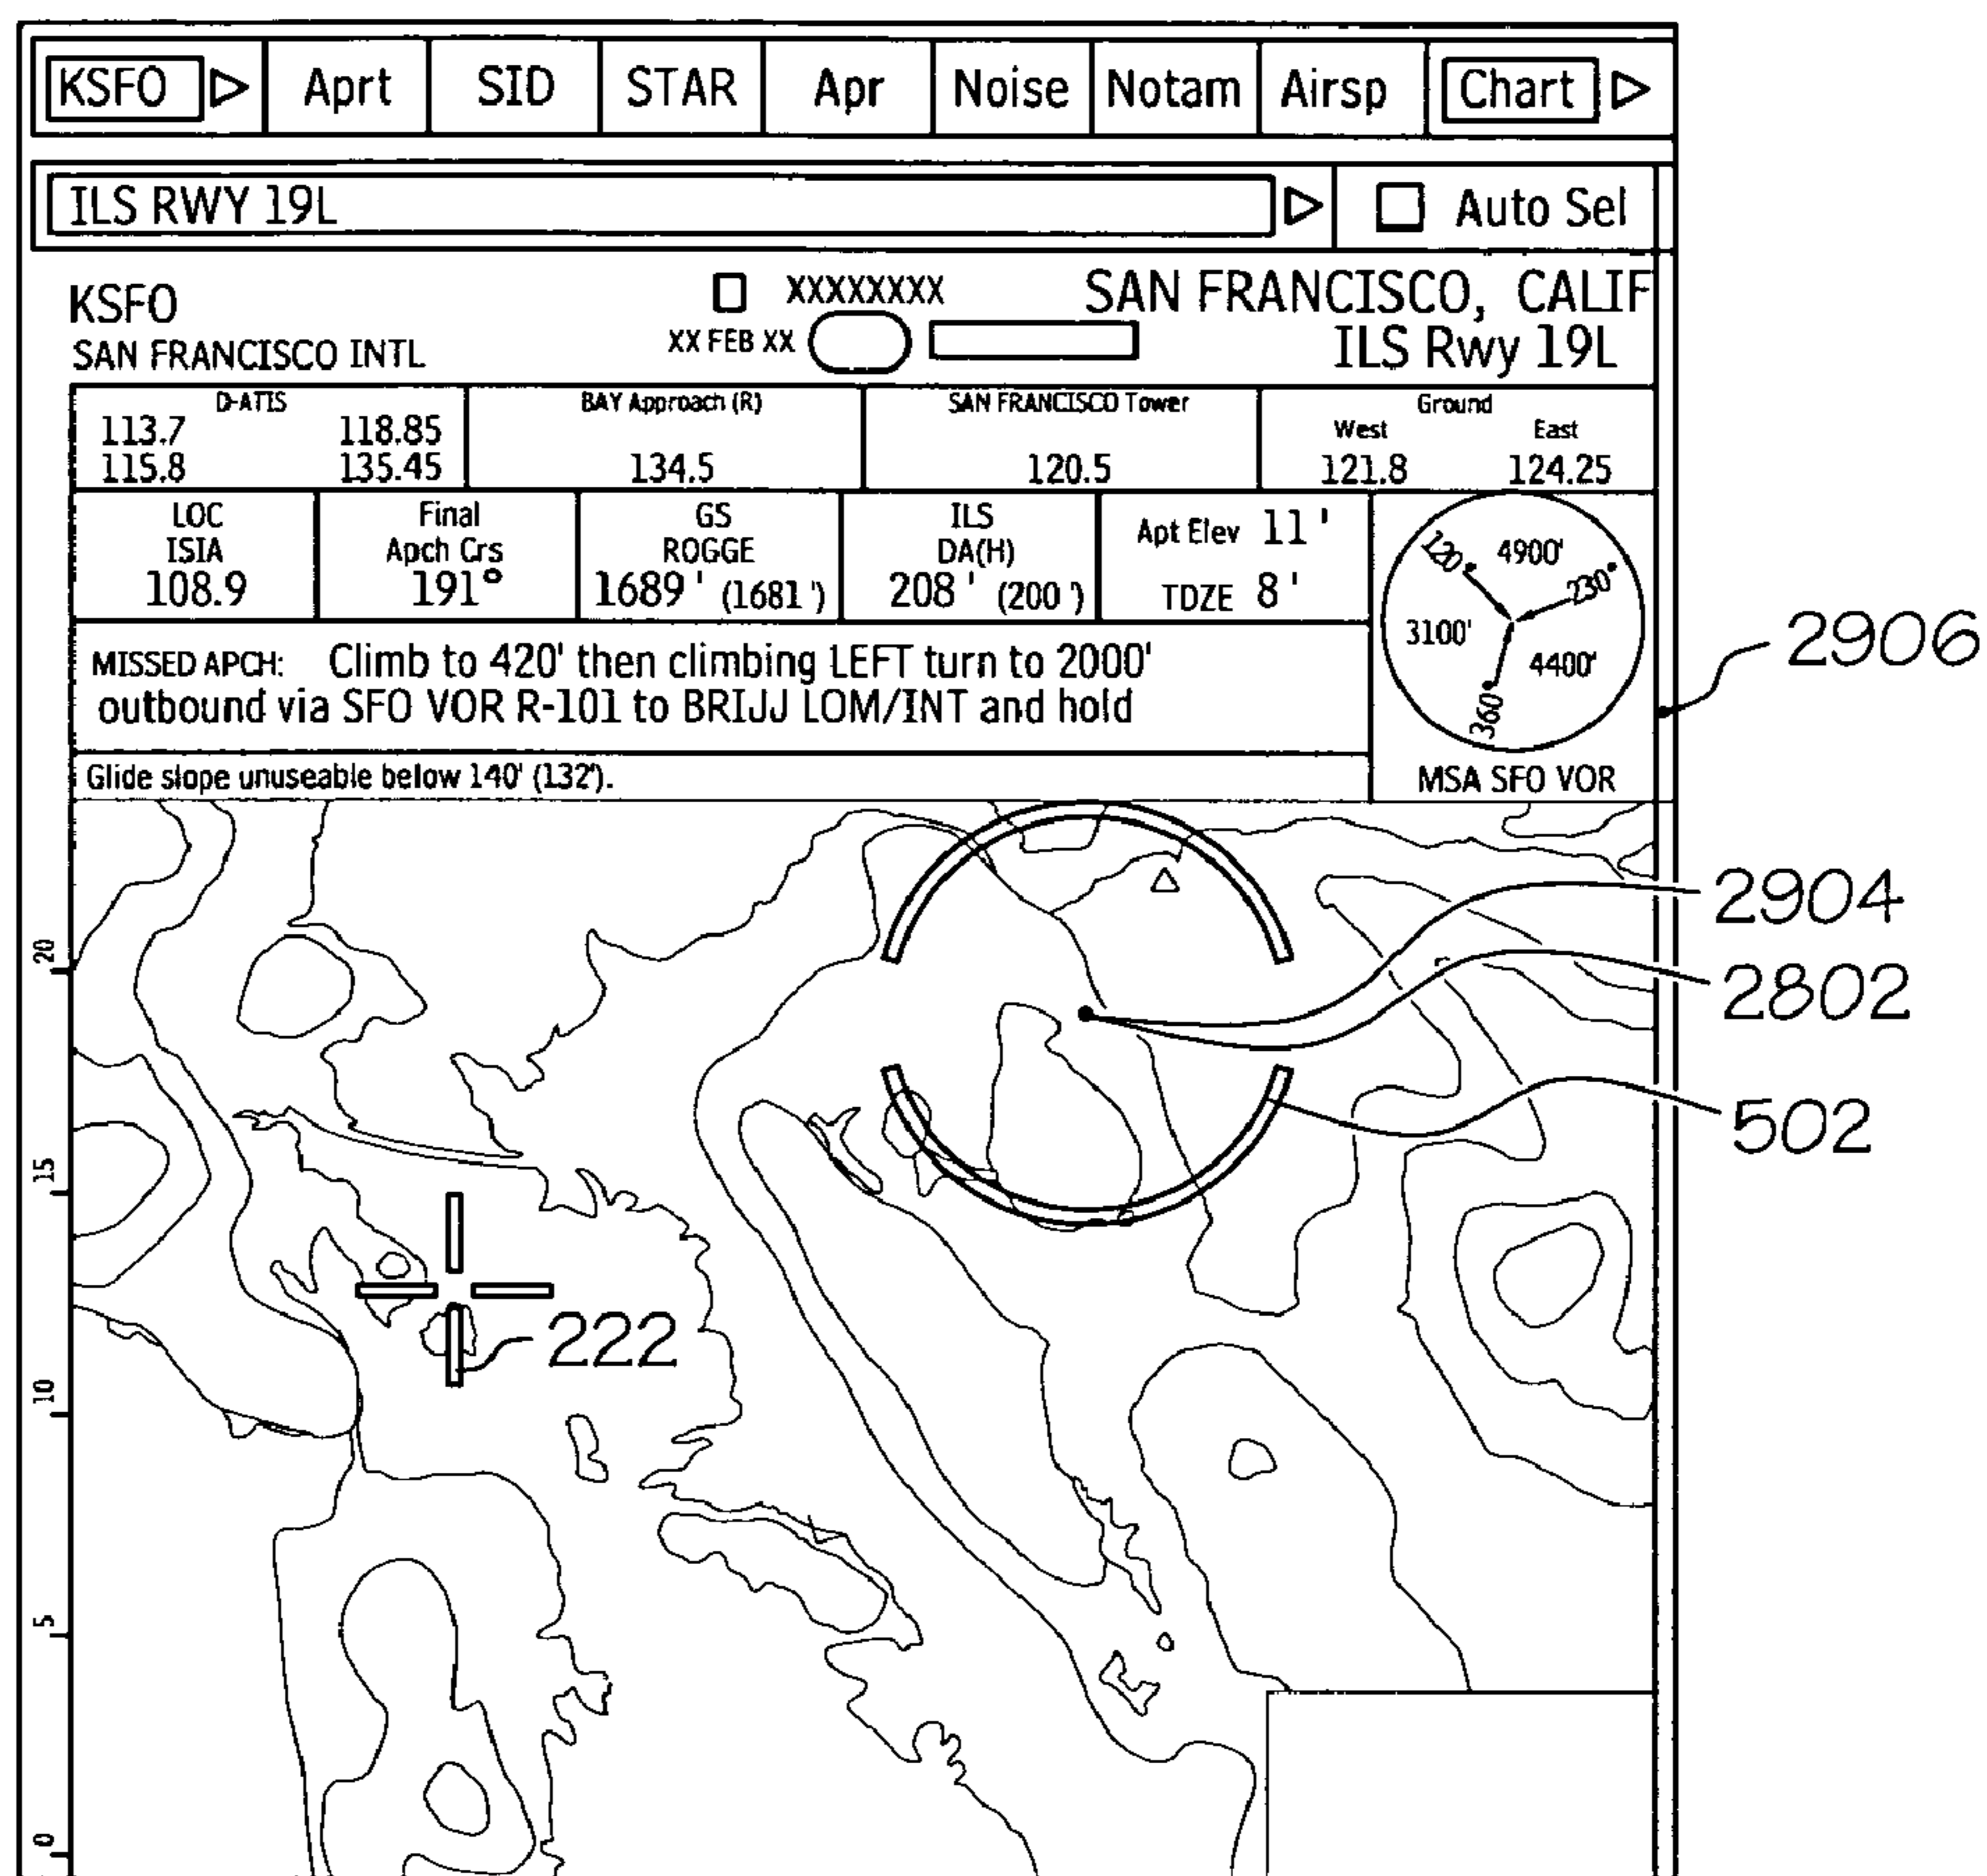 KSFO Aprt SID STAR Apr Noise Notam Airsp Chart
ILS RWY 19L Auto Sel
KSFO XXXXXXXX SAN FRANCISCO, CALIF
SAN FRANCISCO INTL XX FEB XX ILS Rwy 19L
D-ATIS BAY Approach (R) SAN FRANCISCO Tower Ground
West East
113.7 118.85
115.8 135.45 134.5 120.5 121.8 124.25
LOC Final GS ILS
ISIA Apch Crs ROGGE DA(H) Apt Elev 11'
108.9 191° 1689' (1681') 208' (200') TDZE 8'
120° 4900' 230°
3100' 4400'
360°
MISSED APCH: Climb to 420' then climbing LEFT turn to 2000'
outbound via SFO VOR R-101 to BRIJJ LOM/INT and hold
Glide slope unuseable below 140' (132').
MSA SFO VOR
2906
2904
2802
502
222
20
15
10
5
0